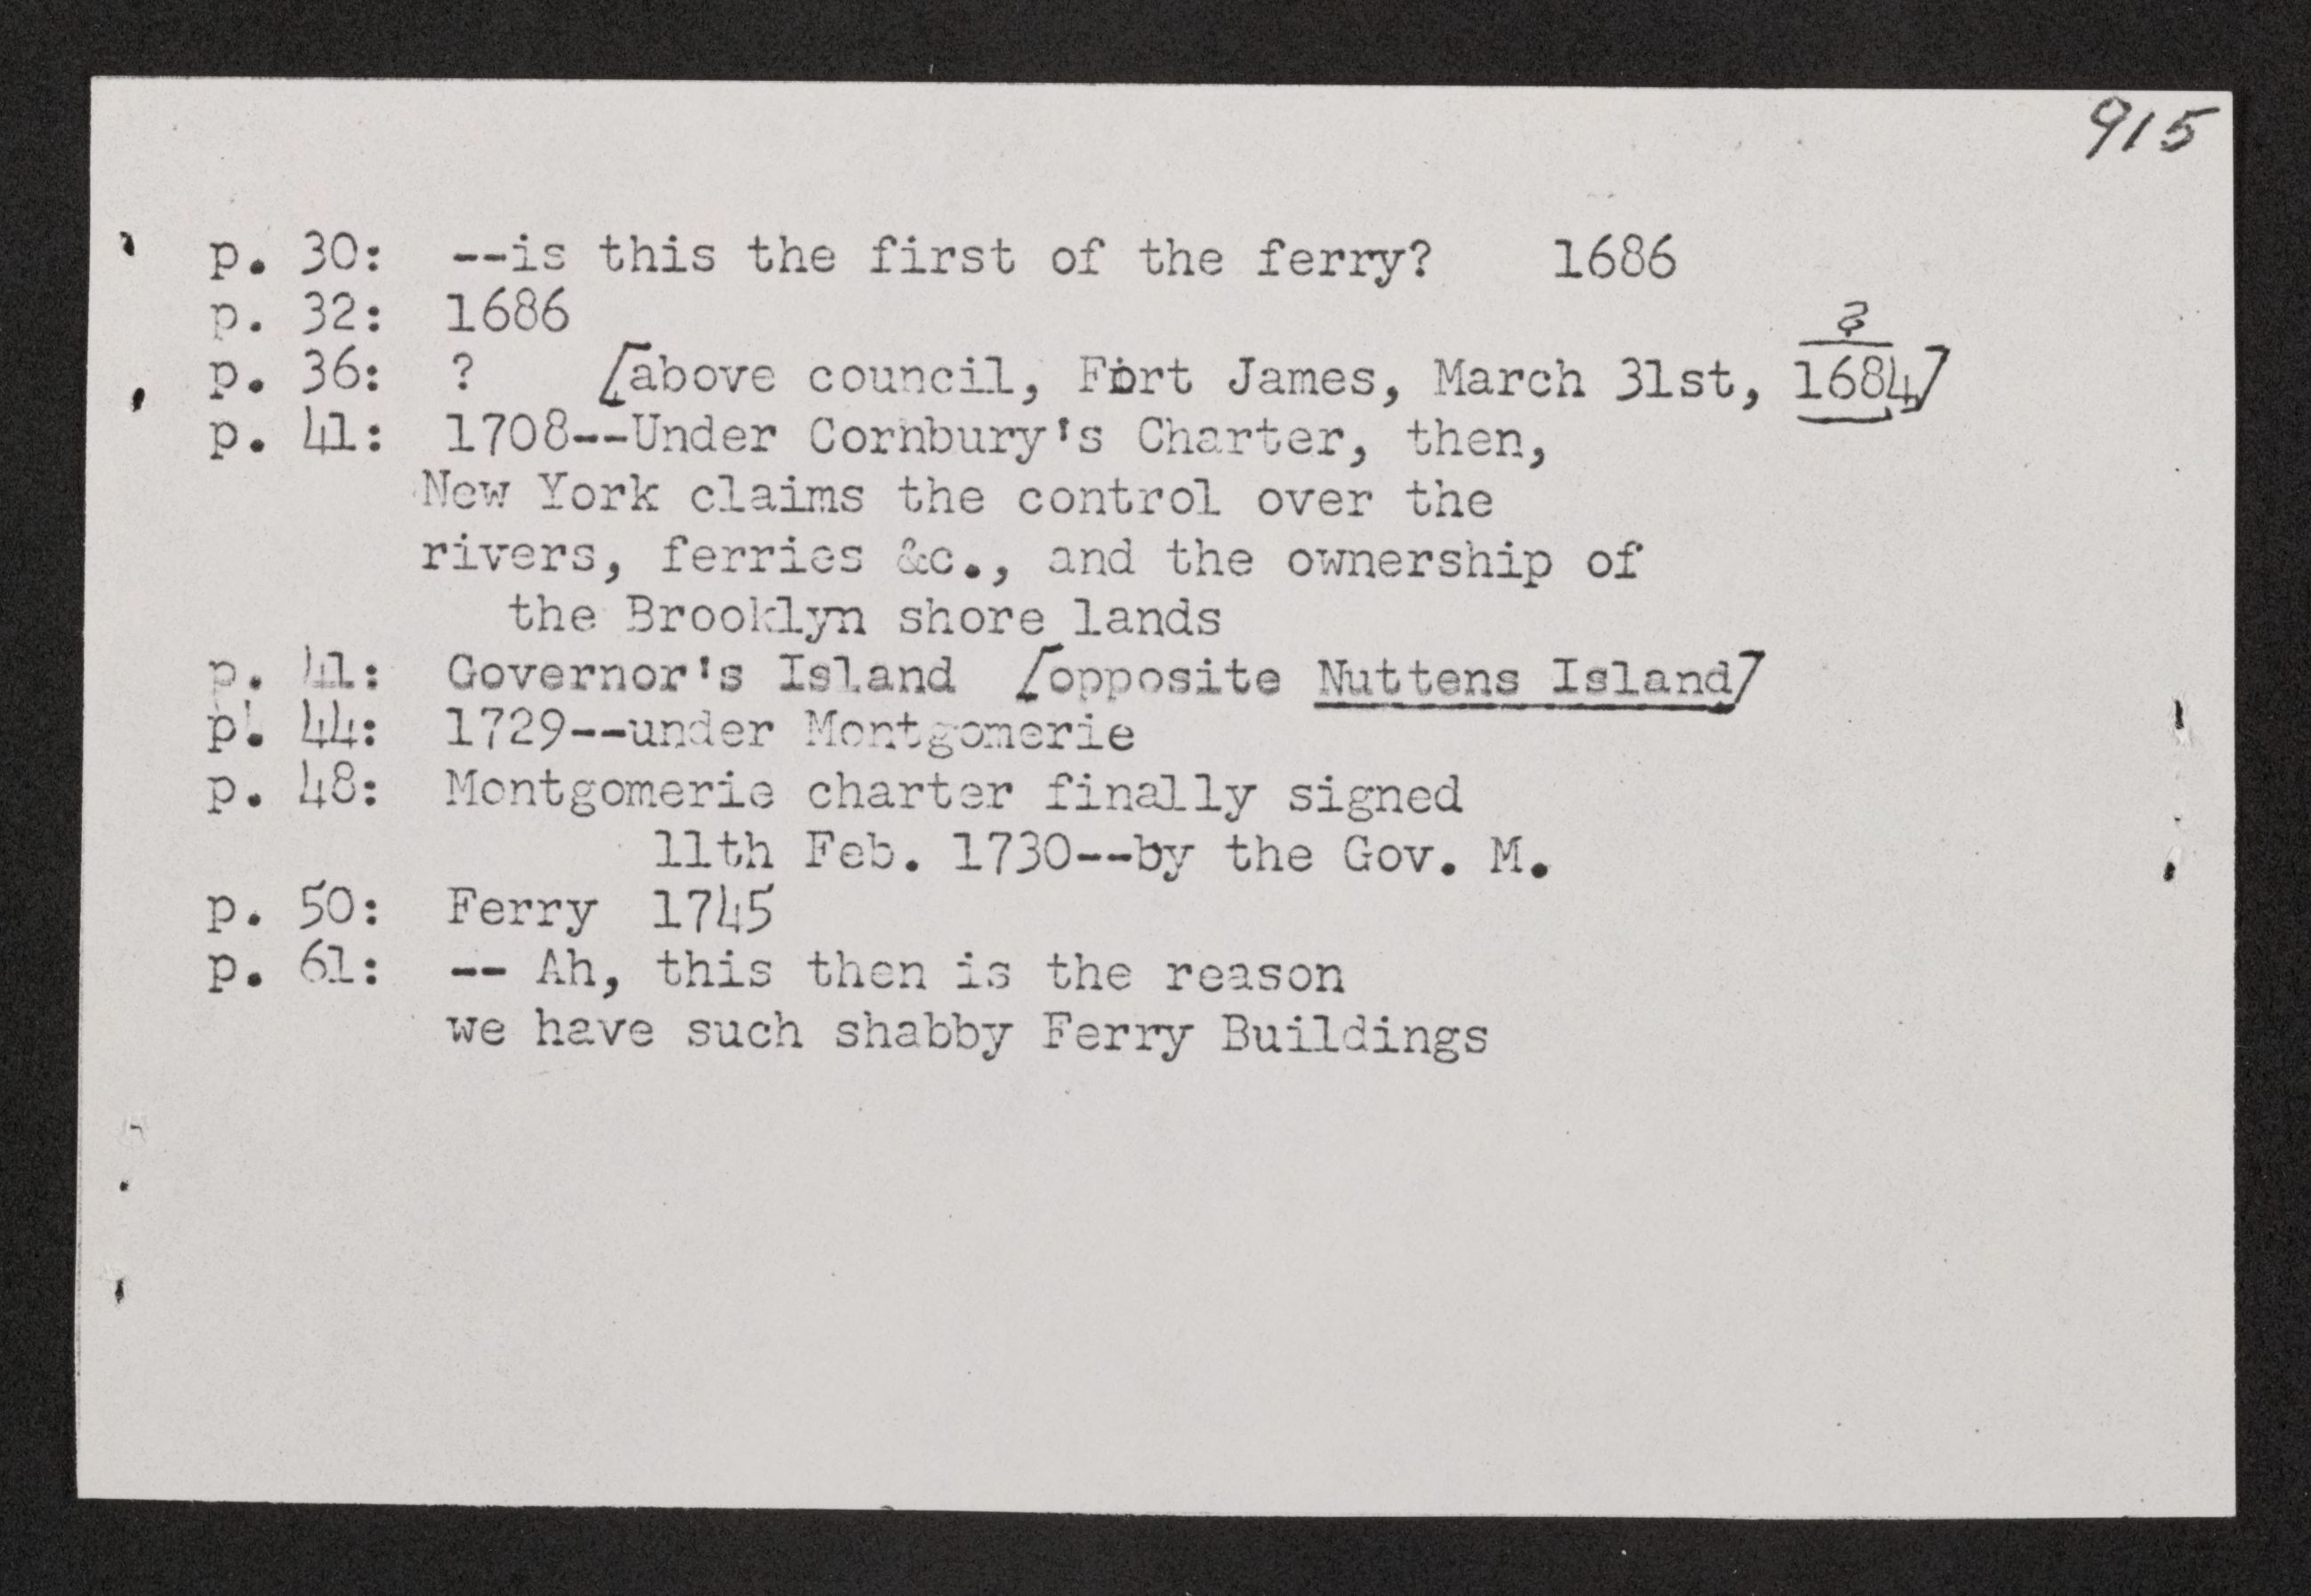 915
p. 30: --is this the first of the ferry? 1686
p. 32: 1686
?
p. 36: ? [above council, Fort James, March 31st, 1684]
p. 41: 1708--Under Cornbury's Charter, then,
New York claims the control over the
rivers, ferries &c., and the ownership of
the Brooklyn shore lands
p. 41: Governor's Island [opposite Nuttens Island]
p. 44: 1729--under Montgomerie
p. 48: Montgomerie charter finally signed
11th Feb. 1730--by the Gov. M.
p. 50: Ferry 1745
p. 61: -- Ah, this then is the reason
we have such shabby Ferry Buildings